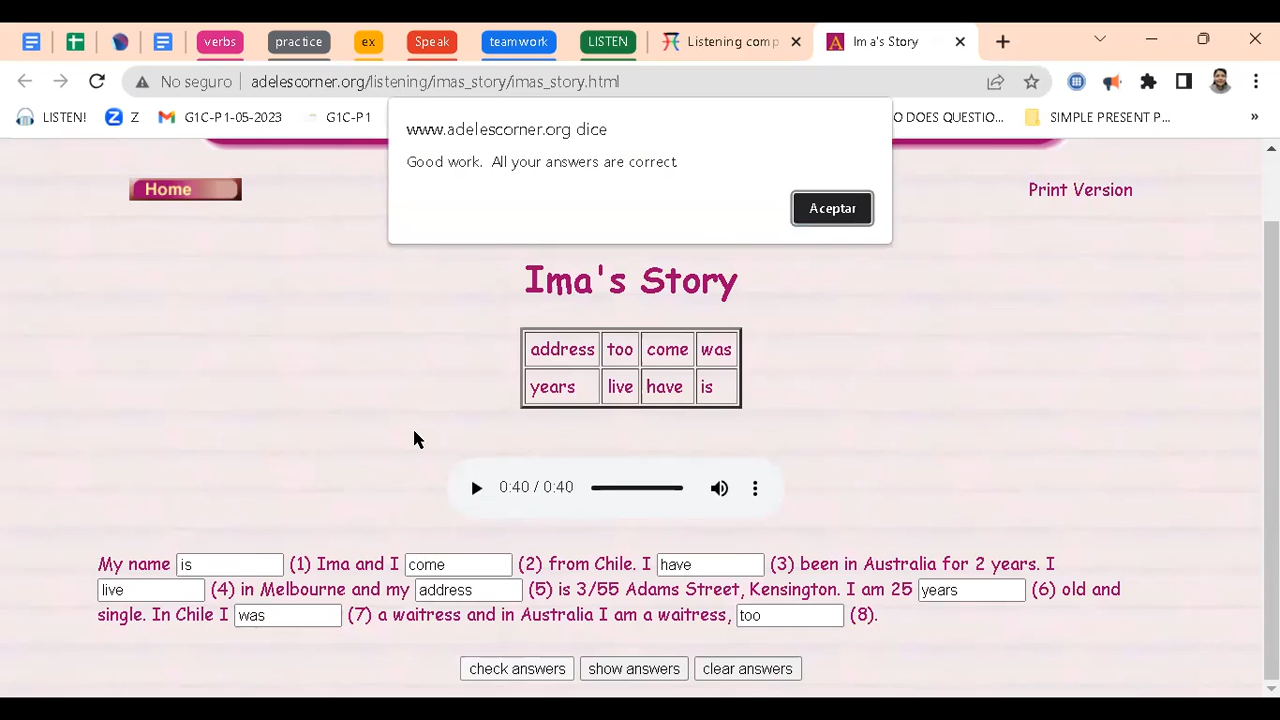 verbs practice ex Speak teamwork LISTEN Listening comp Ima's Story
No seguro adelescorner.org/listening/imas_story/imas_story.html
LISTEN! Z G1C-P1-05-2023 G1C-P1 O DOES QUESTIO... SIMPLE PRESENT P... »
www.adelescorner.org dice
Good work. All your answers are correct
Aceptar
Home Print Version
Ima's Story
address too come was
years live have is
0:40 / 0:40
My name is (1) Ima and I come (2) from Chile. I have (3) been in Australia for 2 years. I
live (4) in Melbourne and my address (5) is 3/55 Adams Street, Kensington. I am 25 years (6) old and
single. In Chile I was (7) a waitress and in Australia I am a waitress, too (8).
check answers show answers clear answers